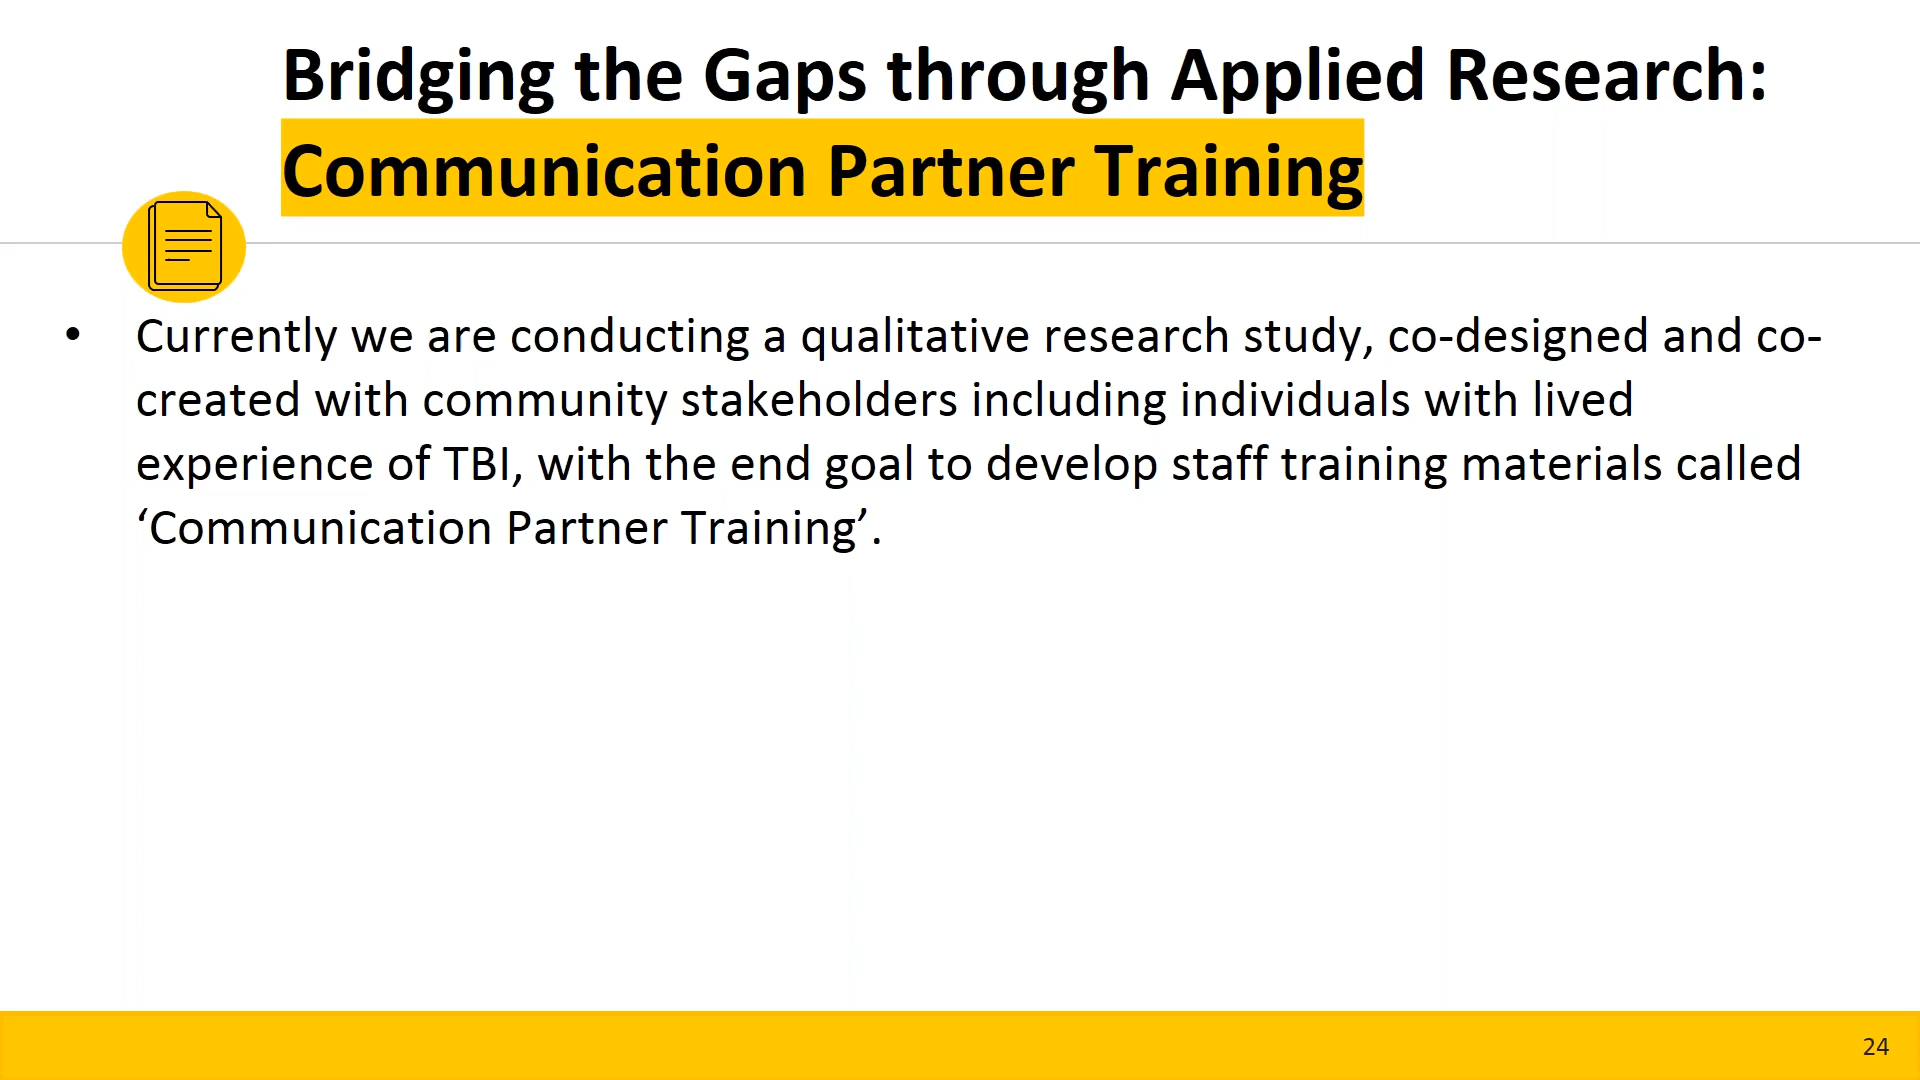 Bridging the Gaps through Applied Research:
Communication Partner Training
• Currently we are conducting a qualitative research study, co-designed and co-
created with community stakeholders including individuals with lived
experience of TBI, with the end goal to develop staff training materials called
‘Communication Partner Training’.
24